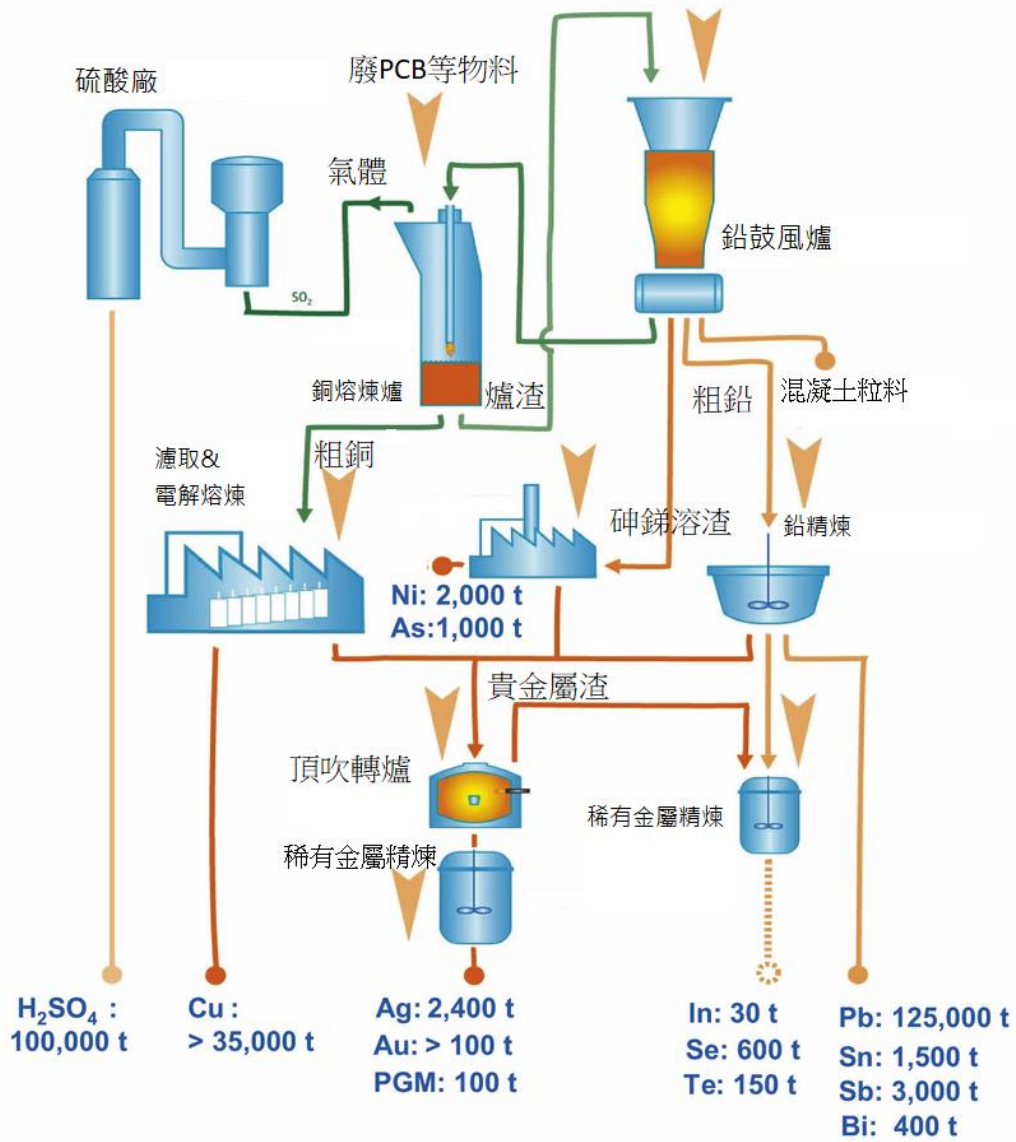 硫酸廠
廢PCB等物料
氣體
SO₂
鉛鼓風爐
銅熔煉爐
爐渣
粗鉛
混凝土粒料
粗銅
濾取&
電解熔煉
砷銻溶渣
鉛精煉
Ni: 2,000 t
As:1,000 t
貴金屬渣
頂吹轉爐
稀有金屬精煉
稀有金屬精煉
H₂SO₄ :
100,000 t
Cu :
> 35,000 t
Ag: 2,400 t
Au: > 100 t
PGM: 100 t
In: 30 t
Se: 600 t
Te: 150 t
Pb: 125,000 t
Sn: 1,500 t
Sb: 3,000 t
Bi: 400 t